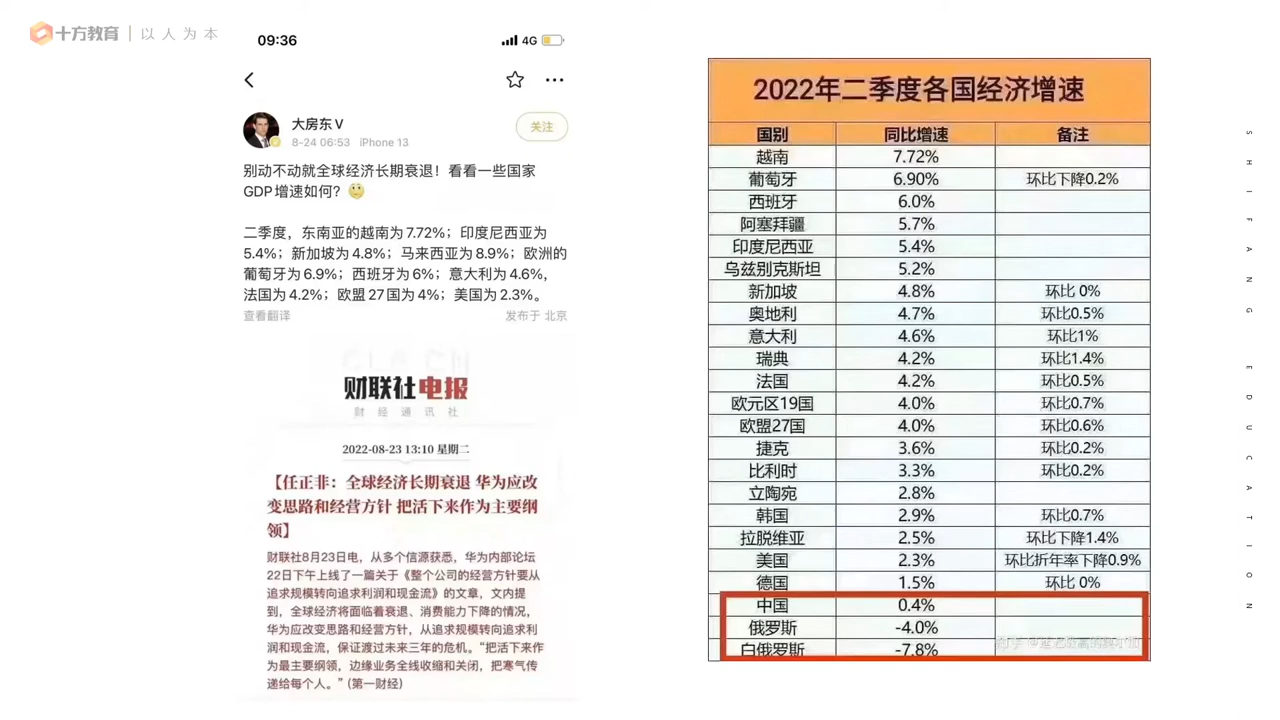 十方教育 | 以人为本
09:36
4G
大房东V
关注
8-24 06:53 iPhone 13
别动不动就全球经济长期衰退！看看一些国家
GDP增速如何？
二季度，东南亚的越南为7.72%；印度尼西亚为
5.4%；新加坡为4.8%；马来西亚为8.9%；欧洲的
葡萄牙为6.9%；西班牙为6%；意大利为4.6%，
法国为4.2%；欧盟27国为4%；美国为2.3%。
查看翻译 发布于 北京
财联社电报
财经通讯社
2022-08-23 13:10 星期二
【任正非：全球经济长期衰退 华为应改
变思路和经营方针 把活下来作为主要纲
领】
财联社8月23日电，从多个信源获悉，华为内部论坛
22日下午上线了一篇关于《整个公司的经营方针要从
追求规模转向追求利润和现金流》的文章，文内提
到，全球经济将面临着衰退、消费能力下降的情况，
华为应改变思路和经营方针，从追求规模转向追求利
润和现金流，保证渡过未来三年的危机。“把活下来作
为最主要纲领，边缘业务全线收缩和关闭，把寒气传
递给每个人。”（第一财经）
2022年二季度各国经济增速
国别 同比增速 备注
越南 7.72%
葡萄牙 6.90% 环比下降0.2%
西班牙 6.0%
阿塞拜疆 5.7%
印度尼西亚 5.4%
乌兹别克斯坦 5.2%
新加坡 4.8% 环比 0%
奥地利 4.7% 环比0.5%
意大利 4.6% 环比1%
瑞典 4.2% 环比1.4%
法国 4.2% 环比0.5%
欧元区19国 4.0% 环比0.7%
欧盟27国 4.0% 环比0.6%
捷克 3.6% 环比0.2%
比利时 3.3% 环比0.2%
立陶宛 2.8%
韩国 2.9% 环比0.7%
拉脱维亚 2.5% 环比下降1.4%
美国 2.3% 环比折年率下降0.9%
德国 1.5% 环比 0%
中国 0.4%
俄罗斯 -4.0%
白俄罗斯 -7.8%
SHIFANG EDUCATION